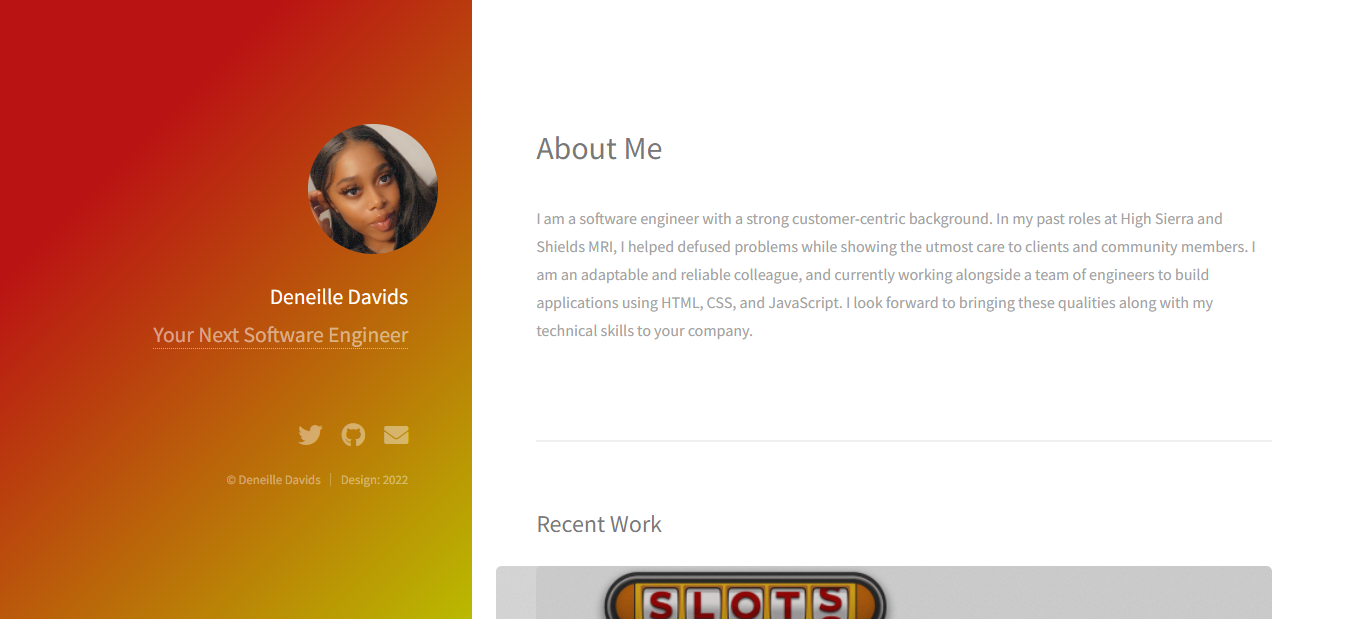 Deneille Davids
Your Next Software Engineer
© Deneille Davids | Design: 2022
About Me
I am a software engineer with a strong customer-centric background. In my past roles at High Sierra and
Shields MRI, I helped defused problems while showing the utmost care to clients and community members. I
am an adaptable and reliable colleague, and currently working alongside a team of engineers to build
applications using HTML, CSS, and JavaScript. I look forward to bringing these qualities along with my
technical skills to your company.
Recent Work
SLOTS